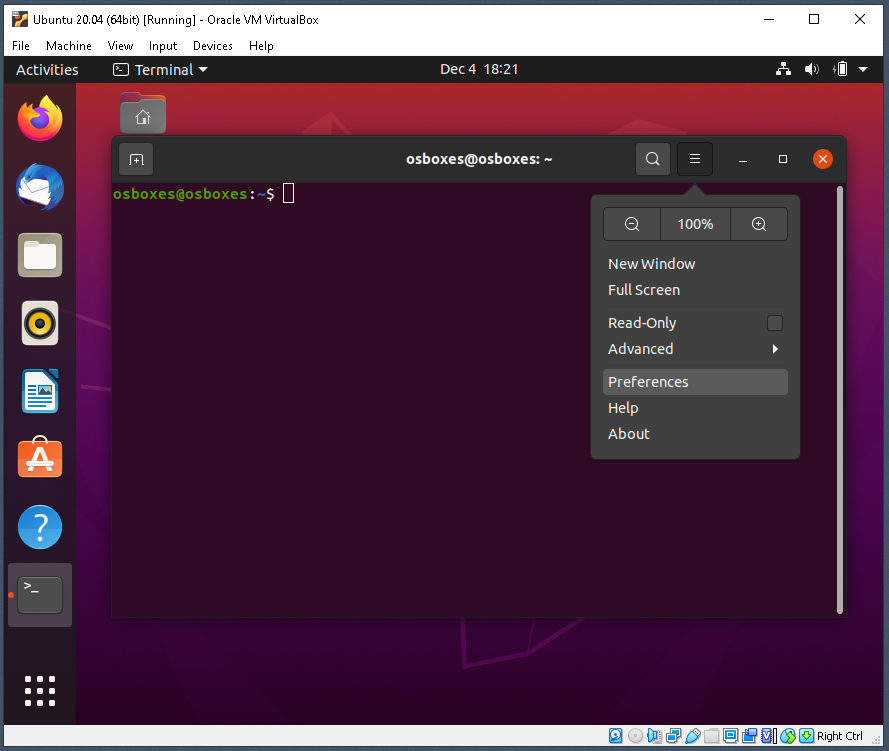 Ubuntu 20.04 (64bit) [Running] - Oracle VM VirtualBox
File Machine View Input Devices Help
Activities Terminal Dec 4 18:21
osboxes@osboxes: ~
osboxes@osboxes:~$
100%
New Window
Full Screen
Read-Only
Advanced
Preferences
Help
About
>_
Right Ctrl